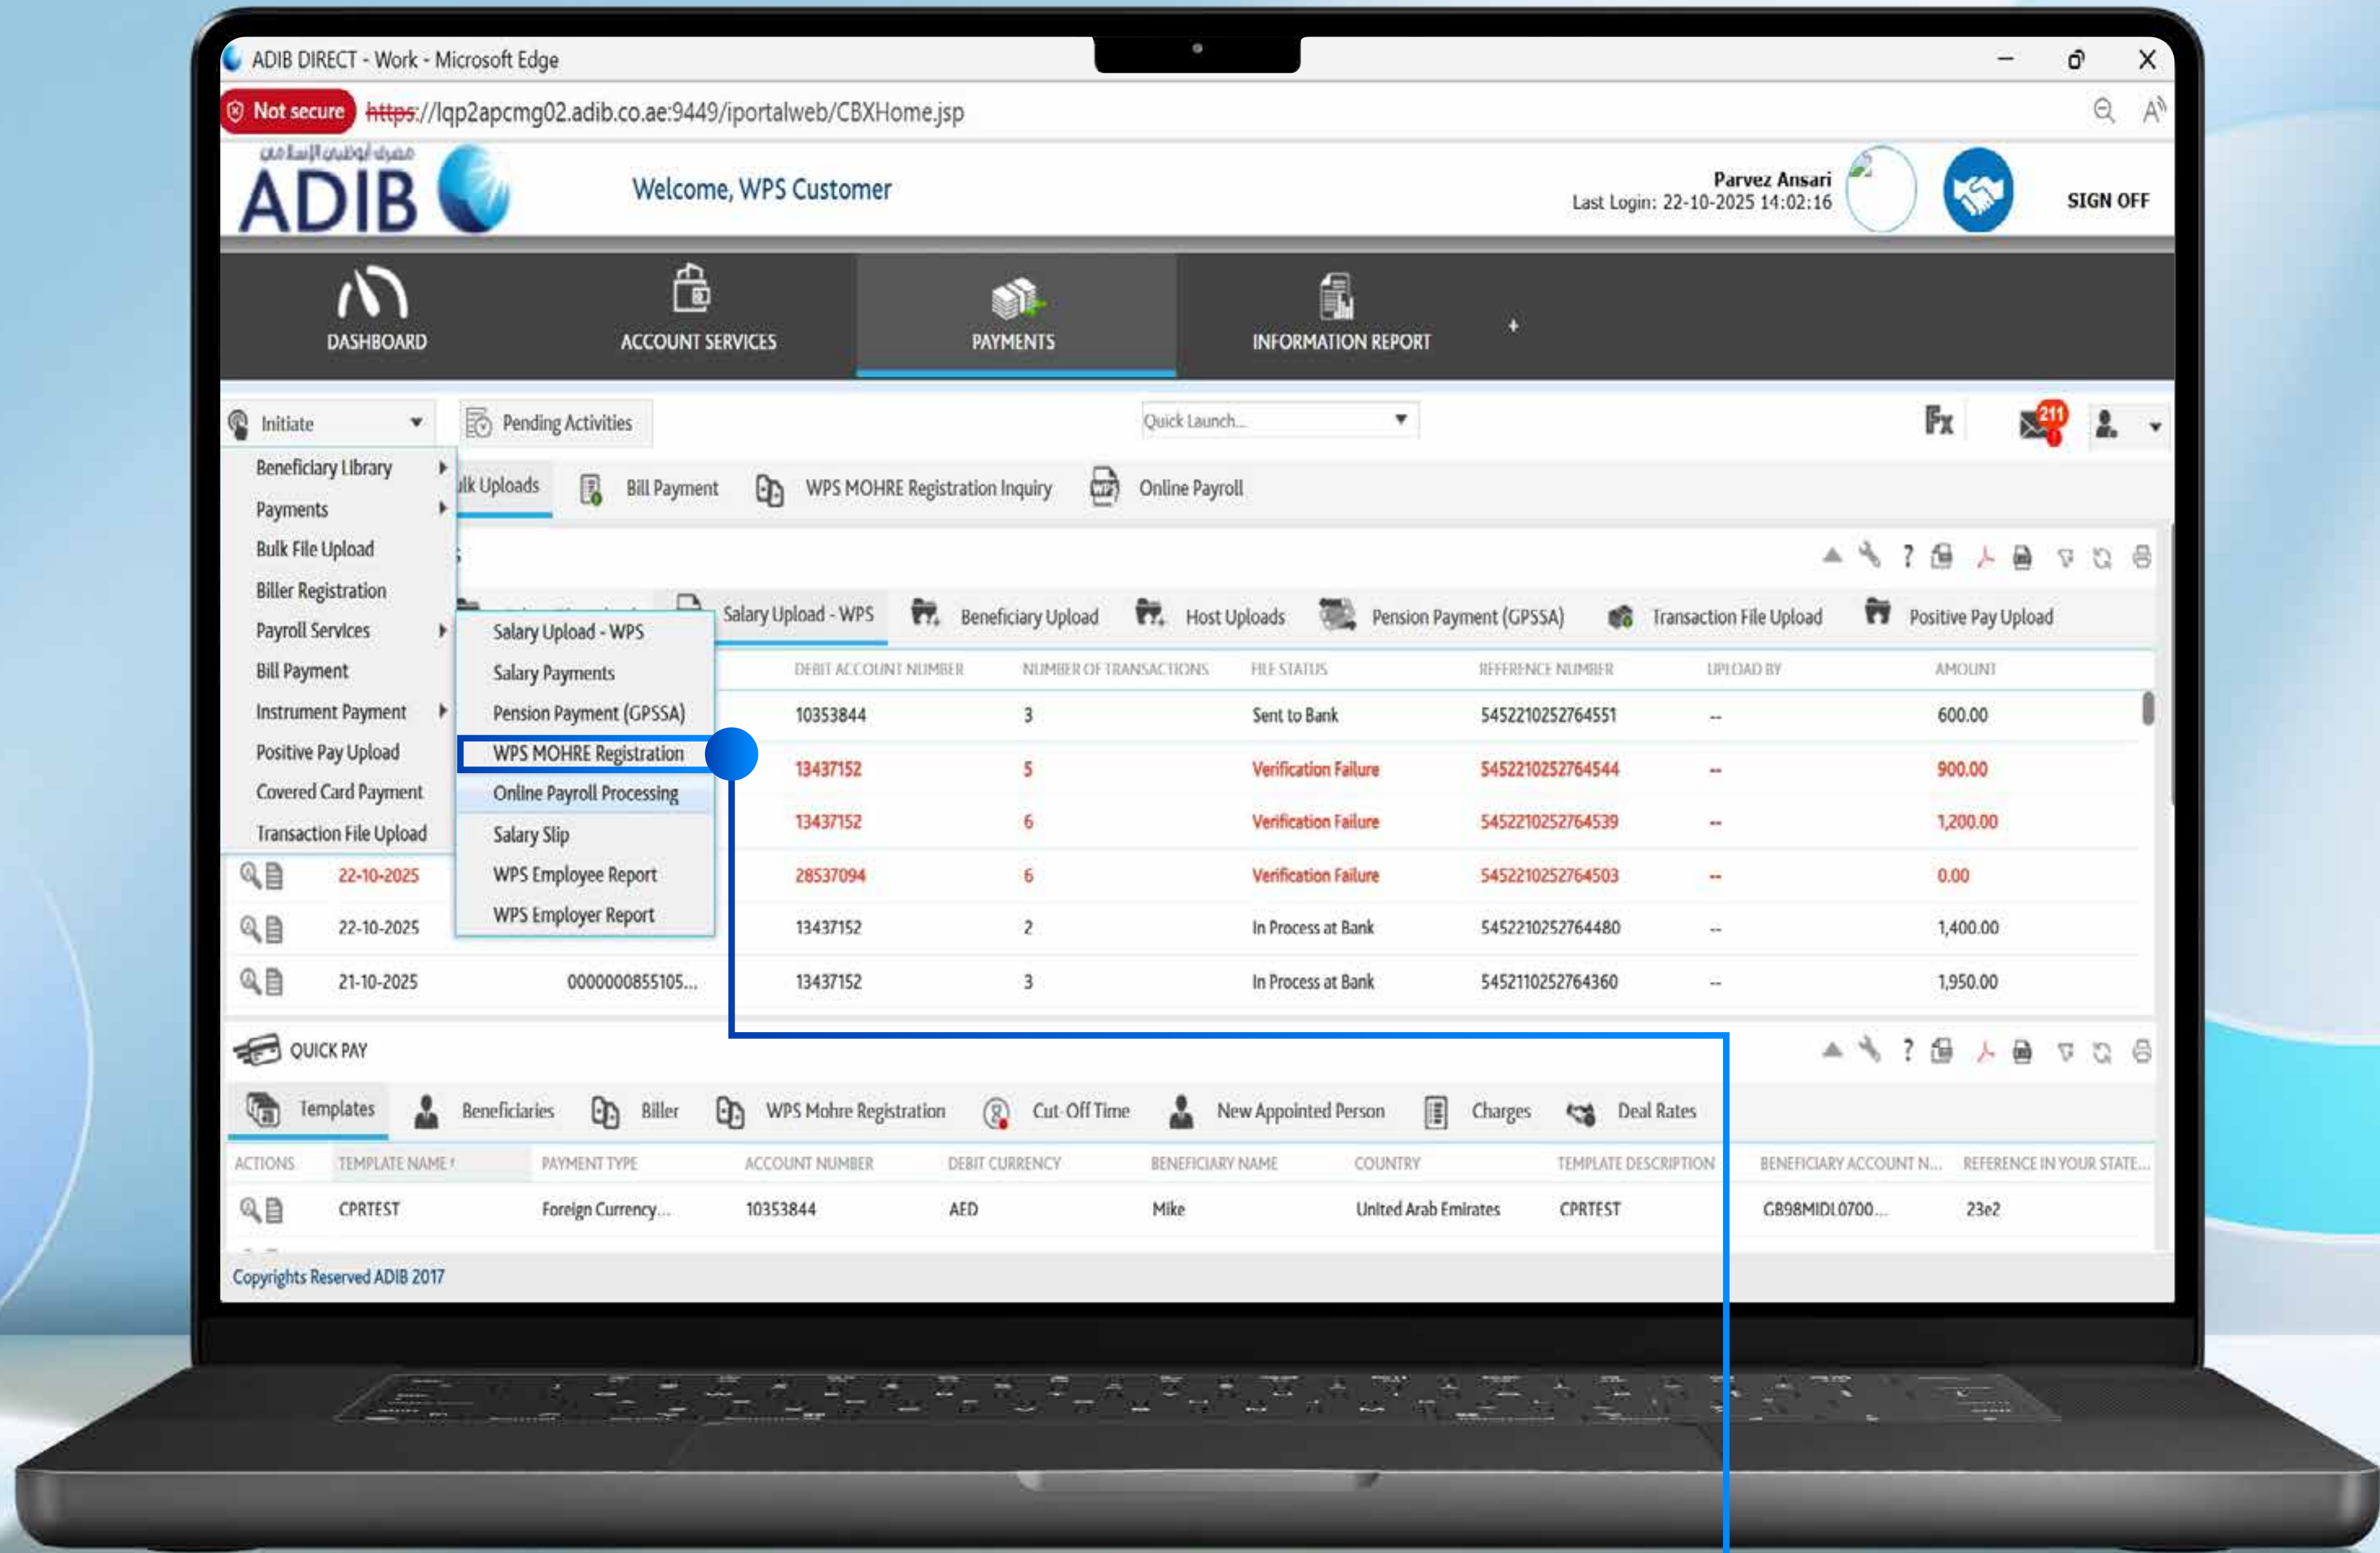 ADIB DIRECT - Work - Microsoft Edge
Not secure https://lqp2apcmg02.adib.co.ae:9449/iportalweb/CBXHome.jsp
ADIB
Welcome, WPS Customer
Parvez Ansari
Last Login: 22-10-2025 14:02:16
SIGN OFF
DASHBOARD ACCOUNT SERVICES PAYMENTS INFORMATION REPORT +
Initiate Pending Activities Quick Launch... Fx 211
Beneficiary Library
Payments
Bulk File Upload
Biller Registration
Payroll Services
Bill Payment
Instrument Payment
Positive Pay Upload
Covered Card Payment
Transaction File Upload
Salary Upload - WPS
Salary Payments
Pension Payment (GPSSA)
WPS MOHRE Registration
Online Payroll Processing
Salary Slip
WPS Employee Report
WPS Employer Report
Uploads Bill Payment WPS MOHRE Registration Inquiry WPS Online Payroll
Salary Upload - WPS Beneficiary Upload Host Uploads Pension Payment (GPSSA) Transaction File Upload Positive Pay Upload
DEBIT ACCOUNT NUMBER NUMBER OF TRANSACTIONS FILE STATUS REFERENCE NUMBER UPLOAD BY AMOUNT
10353844 3 Sent to Bank 5452210252764551 -- 600.00
13437152 5 Verification Failure 5452210252764544 -- 900.00
13437152 6 Verification Failure 5452210252764539 -- 1,200.00
22-10-2025 28537094 6 Verification Failure 5452210252764503 -- 0.00
22-10-2025 13437152 2 In Process at Bank 5452210252764480 -- 1,400.00
21-10-2025 0000000855105... 13437152 3 In Process at Bank 5452110252764360 -- 1,950.00
QUICK PAY
Templates Beneficiaries Biller WPS Mohre Registration Cut-Off Time New Appointed Person Charges Deal Rates
ACTIONS TEMPLATE NAME PAYMENT TYPE ACCOUNT NUMBER DEBIT CURRENCY BENEFICIARY NAME COUNTRY TEMPLATE DESCRIPTION BENEFICIARY ACCOUNT N... REFERENCE IN YOUR STATE...
CPRTEST Foreign Currency... 10353844 AED Mike United Arab Emirates CPRTEST GB98MIDL0700... 23e2
Copyrights Reserved ADIB 2017